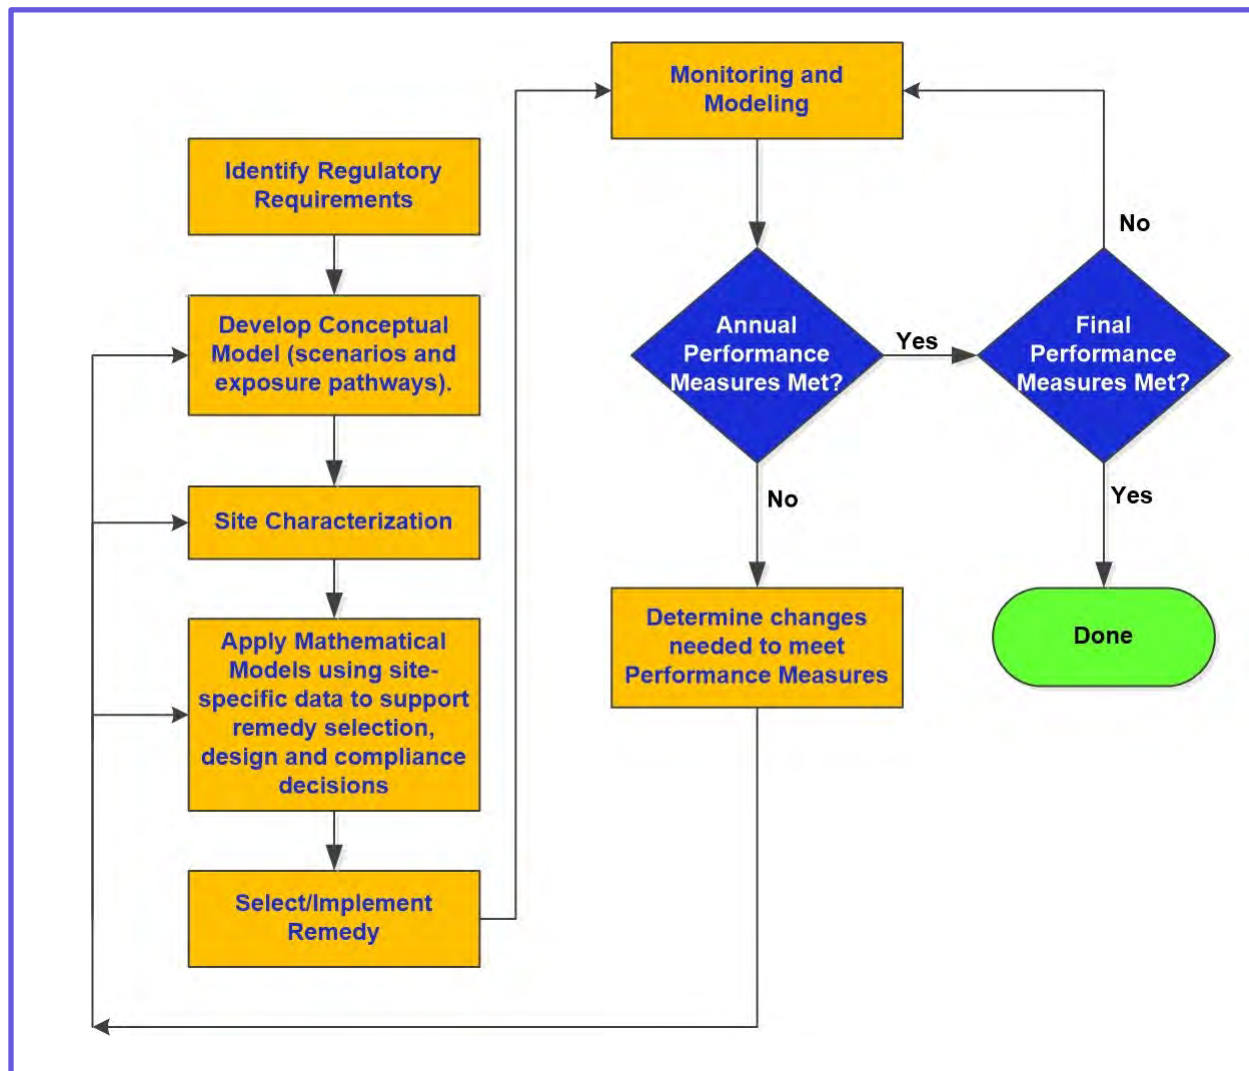 Identify Regulatory
Requirements
Develop Conceptual
Model (scenarios and
exposure pathways).
Site Characterization
Apply Mathematical
Models using site-
specific data to support
remedy selection,
design and compliance
decisions
Select/Implement
Remedy
Monitoring and
Modeling
Annual
Performance
Measures Met?
Yes
No
Final
Performance
Measures Met?
No
Yes
Determine changes
needed to meet
Performance Measures
Done